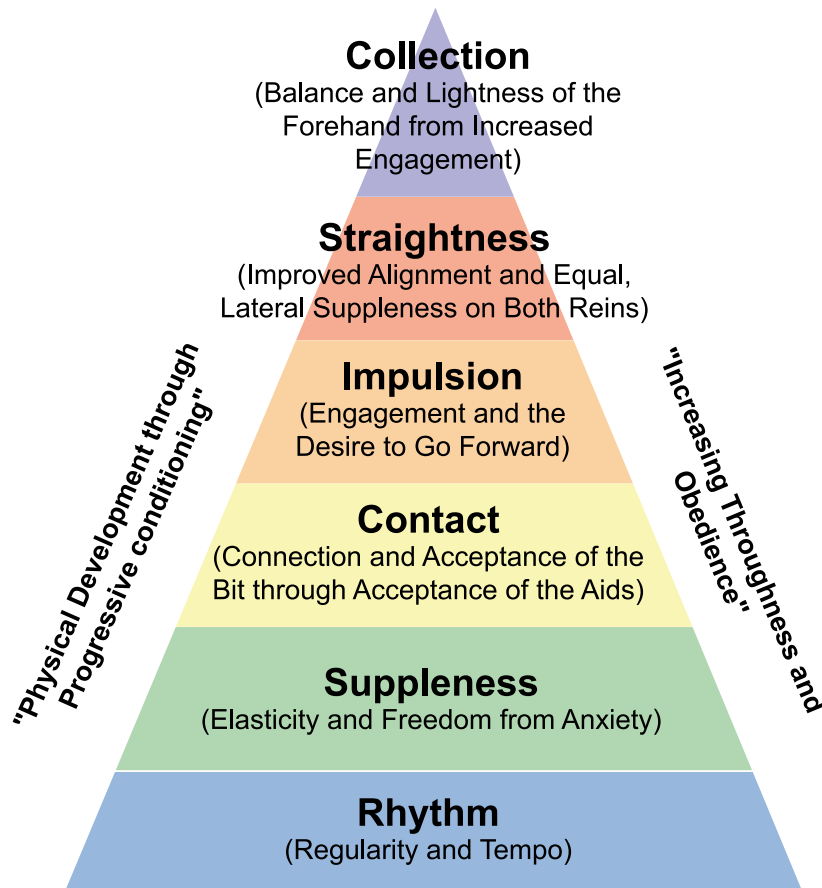 Collection
(Balance and Lightness of the
Forehand from Increased
Engagement)
Straightness
(Improved Alignment and Equal,
Lateral Suppleness on Both Reins)
Impulsion
(Engagement and the
Desire to Go Forward)
Contact
(Connection and Acceptance of the
Bit through Acceptance of the Aids)
Suppleness
(Elasticity and Freedom from Anxiety)
Rhythm
(Regularity and Tempo)
"Physical Development through
Progressive conditioning"
"Increasing Throughness and
Obedience"